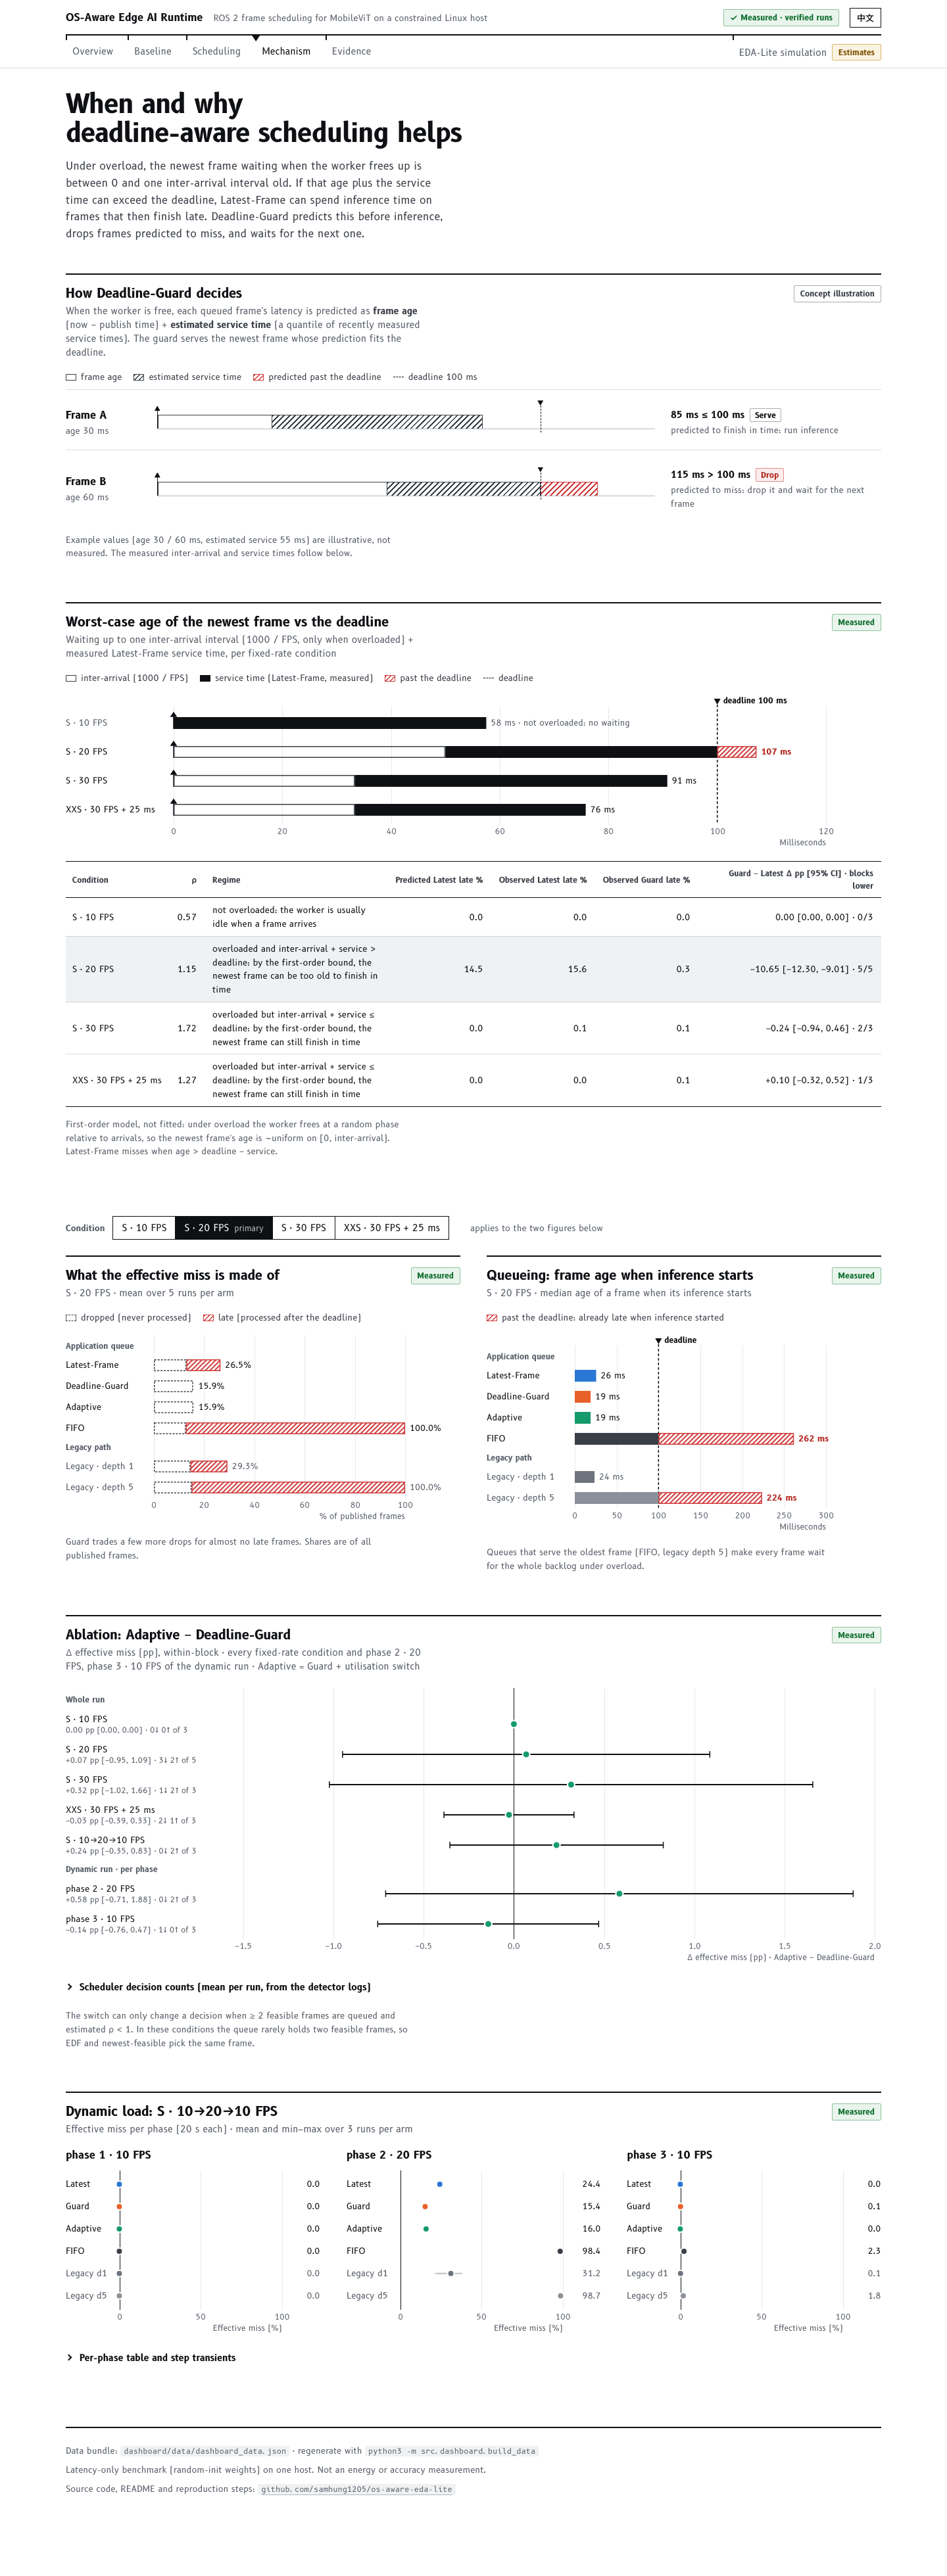 OS-Aware Edge AI Runtime ROS 2 frame scheduling for MobileViT on a constrained Linux host ✓ Measured · verified runs 中文
Overview Baseline Scheduling Mechanism Evidence EDA-Lite simulation Estimates
When and why
deadline-aware scheduling helps
Under overload, the newest frame waiting when the worker frees up is
between 0 and one inter-arrival interval old. If that age plus the service
time can exceed the deadline, Latest-Frame can spend inference time on
frames that then finish late. Deadline-Guard predicts this before inference,
drops frames predicted to miss, and waits for the next one.
How Deadline-Guard decides Concept illustration
When the worker is free, each queued frame's latency is predicted as frame age
(now − publish time) + estimated service time (a quantile of recently measured
service times). The guard serves the newest frame whose prediction fits the
deadline.
frame age estimated service time predicted past the deadline deadline 100 ms
Frame A
age 30 ms
85 ms ≤ 100 ms Serve
predicted to finish in time: run inference
Frame B
age 60 ms
115 ms > 100 ms Drop
predicted to miss: drop it and wait for the next
frame
Example values (age 30 / 60 ms, estimated service 55 ms) are illustrative, not
measured. The measured inter-arrival and service times follow below.
Worst-case age of the newest frame vs the deadline Measured
Waiting up to one inter-arrival interval (1000 / FPS, only when overloaded) +
measured Latest-Frame service time, per fixed-rate condition
inter-arrival (1000 / FPS) service time (Latest-Frame, measured) past the deadline deadline
deadline 100 ms
S · 10 FPS 58 ms · not overloaded: no waiting
S · 20 FPS 107 ms
S · 30 FPS 91 ms
XXS · 30 FPS + 25 ms 76 ms
0 20 40 60 80 100 120
Milliseconds
Condition ρ Regime Predicted Latest late % Observed Latest late % Observed Guard late % Guard − Latest Δ pp [95% CI] · blocks
lower
S · 10 FPS 0.57 not overloaded: the worker is usually
idle when a frame arrives 0.0 0.0 0.0 0.00 [0.00, 0.00] · 0/3
S · 20 FPS 1.15 overloaded and inter-arrival + service >
deadline: by the first-order bound, the
newest frame can be too old to finish in
time 14.5 15.6 0.3 −10.65 [−12.30, −9.01] · 5/5
S · 30 FPS 1.72 overloaded but inter-arrival + service ≤
deadline: by the first-order bound, the
newest frame can still finish in time 0.0 0.1 0.1 −0.24 [−0.94, 0.46] · 2/3
XXS · 30 FPS + 25 ms 1.27 overloaded but inter-arrival + service ≤
deadline: by the first-order bound, the
newest frame can still finish in time 0.0 0.0 0.1 +0.10 [−0.32, 0.52] · 1/3
First-order model, not fitted: under overload the worker frees at a random phase
relative to arrivals, so the newest frame's age is ~uniform on [0, inter-arrival].
Latest-Frame misses when age > deadline − service.
Condition S · 10 FPS S · 20 FPS primary S · 30 FPS XXS · 30 FPS + 25 ms applies to the two figures below
What the effective miss is made of Measured
S · 20 FPS · mean over 5 runs per arm
dropped (never processed) late (processed after the deadline)
Application queue
Latest-Frame 26.5%
Deadline-Guard 15.9%
Adaptive 15.9%
FIFO 100.0%
Legacy path
Legacy · depth 1 29.3%
Legacy · depth 5 100.0%
0 20 40 60 80 100
% of published frames
Guard trades a few more drops for almost no late frames. Shares are of all
published frames.
Queueing: frame age when inference starts Measured
S · 20 FPS · median age of a frame when its inference starts
past the deadline: already late when inference started
deadline
Application queue
Latest-Frame 26 ms
Deadline-Guard 19 ms
Adaptive 19 ms
FIFO 262 ms
Legacy path
Legacy · depth 1 24 ms
Legacy · depth 5 224 ms
0 50 100 150 200 250 300
Milliseconds
Queues that serve the oldest frame (FIFO, legacy depth 5) make every frame wait
for the whole backlog under overload.
Ablation: Adaptive − Deadline-Guard Measured
Δ effective miss (pp), within-block · every fixed-rate condition and phase 2 · 20
FPS, phase 3 · 10 FPS of the dynamic run · Adaptive = Guard + utilisation switch
Whole run
S · 10 FPS
0.00 pp [0.00, 0.00] · 0↓ 0↑ of 3
S · 20 FPS
+0.07 pp [−0.95, 1.09] · 3↓ 2↑ of 5
S · 30 FPS
+0.32 pp [−1.02, 1.66] · 1↓ 2↑ of 3
XXS · 30 FPS + 25 ms
−0.03 pp [−0.39, 0.33] · 2↓ 1↑ of 3
S · 10→20→10 FPS
+0.24 pp [−0.35, 0.83] · 0↓ 2↑ of 3
Dynamic run · per phase
phase 2 · 20 FPS
+0.58 pp [−0.71, 1.88] · 0↓ 2↑ of 3
phase 3 · 10 FPS
−0.14 pp [−0.76, 0.47] · 1↓ 0↑ of 3
−1.5 −1.0 −0.5 0.0 0.5 1.0 1.5 2.0
Δ effective miss (pp) · Adaptive − Deadline-Guard
Scheduler decision counts (mean per run, from the detector logs)
The switch can only change a decision when ≥ 2 feasible frames are queued and
estimated ρ < 1. In these conditions the queue rarely holds two feasible frames, so
EDF and newest-feasible pick the same frame.
Dynamic load: S · 10→20→10 FPS Measured
Effective miss per phase (20 s each) · mean and min–max over 3 runs per arm
phase 1 · 10 FPS
Latest 0.0
Guard 0.0
Adaptive 0.0
FIFO 0.0
Legacy d1 0.0
Legacy d5 0.0
0 50 100
Effective miss (%)
phase 2 · 20 FPS
Latest 24.4
Guard 15.4
Adaptive 16.0
FIFO 98.4
Legacy d1 31.2
Legacy d5 98.7
0 50 100
Effective miss (%)
phase 3 · 10 FPS
Latest 0.0
Guard 0.1
Adaptive 0.0
FIFO 2.3
Legacy d1 0.1
Legacy d5 1.8
0 50 100
Effective miss (%)
Per-phase table and step transients
Data bundle: dashboard/data/dashboard_data.json · regenerate with python3 -m src.dashboard.build_data
Latency-only benchmark (random-init weights) on one host. Not an energy or accuracy measurement.
Source code, README and reproduction steps: github.com/samhung1205/os-aware-eda-lite